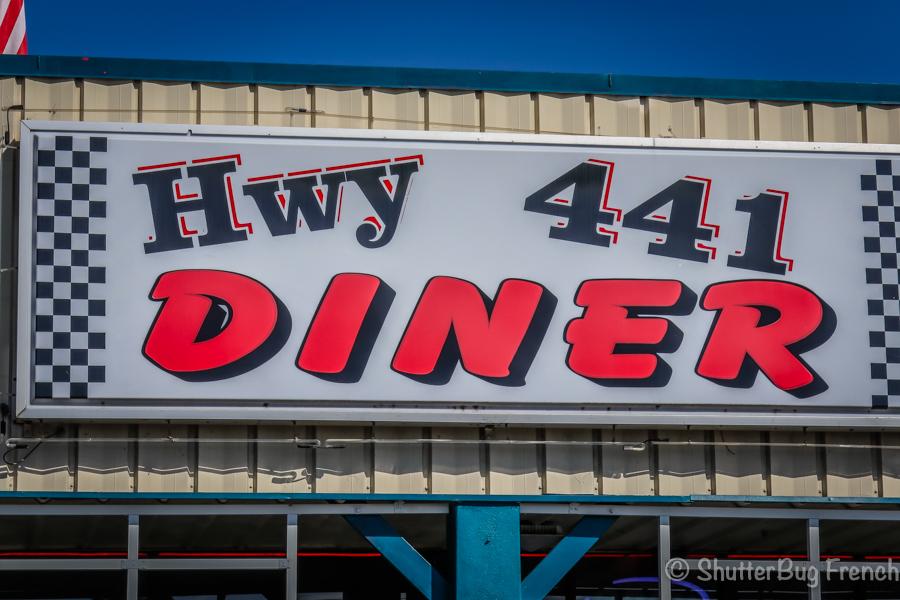 Hwy 441
DINER
© ShutterBug French